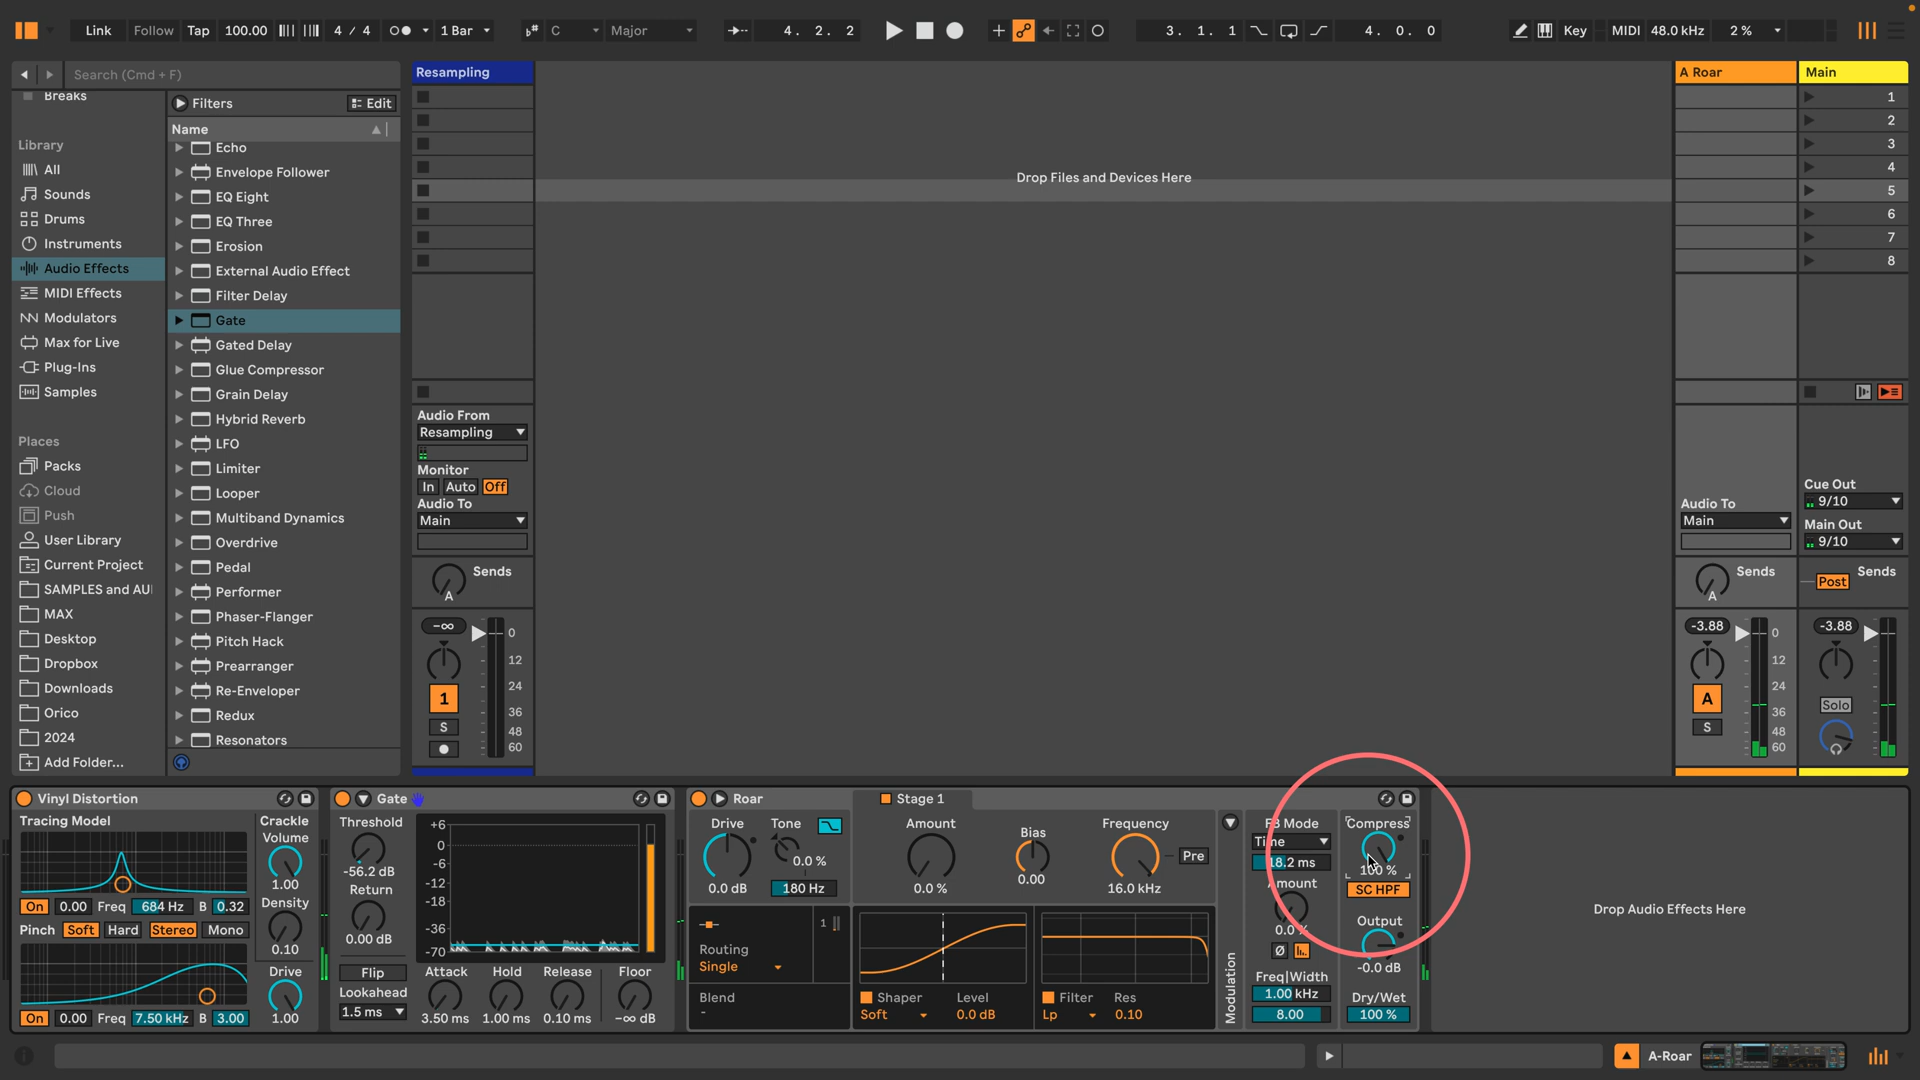 Link Follow Tap 100.00 4 / 4 1 Bar C Major 4. 2. 2 3. 1. 1 4. 0. 0 Key MIDI 48.0 kHz 2 %
Search (Cmd + F)
Breaks
Library
All
Sounds
Drums
Instruments
Audio Effects
MIDI Effects
Modulators
Max for Live
Plug-Ins
Samples
Places
Packs
Cloud
Push
User Library
Current Project
SAMPLES and AUI
MAX
Desktop
Dropbox
Downloads
Orico
2024
Add Folder...
Filters Edit
Name
Echo
Envelope Follower
EQ Eight
EQ Three
Erosion
External Audio Effect
Filter Delay
Gate
Gated Delay
Glue Compressor
Grain Delay
Hybrid Reverb
LFO
Limiter
Looper
Multiband Dynamics
Overdrive
Pedal
Performer
Phaser-Flanger
Pitch Hack
Prearranger
Re-Enveloper
Redux
Resonators
Resampling
Audio From
Resampling
Monitor
In Auto Off
Audio To
Main
Sends
A
-∞
0
12
24
36
48
60
1
S
Drop Files and Devices Here
A Roar
Audio To
Main
Sends
A
-3.88
0
12
24
36
48
60
A
S
Main
1
2
3
4
5
6
7
8
Cue Out
9/10
Main Out
9/10
Sends
Post
-3.88
Solo
Vinyl Distortion
Tracing Model
Crackle
Volume
1.00
On 0.00 Freq 684 Hz B 0.32
Density
0.10
Pinch Soft Hard Stereo Mono
Drive
1.00
On 0.00 Freq 7.50 kHz B 3.00
Gate
Threshold
-56.2 dB
Return
0.00 dB
Flip
Lookahead
1.5 ms
+6
0
-6
-12
-18
-36
-70
Attack Hold Release Floor
3.50 ms 1.00 ms 0.10 ms -∞ dB
Roar
Drive Tone
0.0 %
0.0 dB 180 Hz
1
Routing
Single
Blend
-
Stage 1
Amount Bias Frequency
Pre
0.0 % 0.00 16.0 kHz
Shaper Level
Soft 0.0 dB
Filter Res
Lp 0.10
Modulation
FB Mode
Time
18.2 ms
Amount
0.0 %
Ø
Freq|Width
1.00 kHz
8.00
Compress
100 %
SC HPF
Output
-0.0 dB
Dry/Wet
100 %
Drop Audio Effects Here
A-Roar